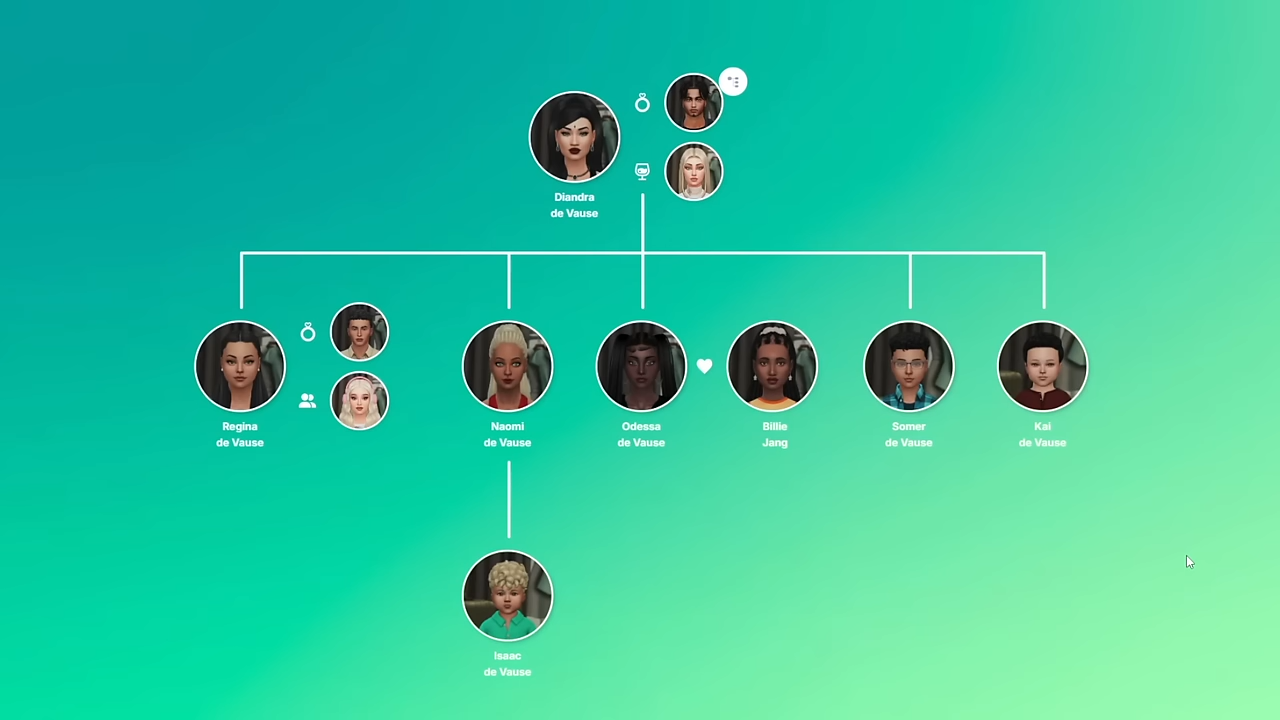 Diandra
de Vause
Regina
de Vause
Naomi
de Vause
Odessa
de Vause
Billie
Jang
Somer
de Vause
Kai
de Vause
Isaac
de Vause